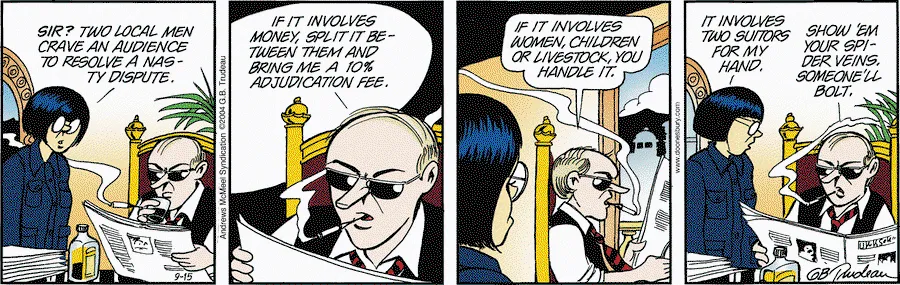 SIR? TWO LOCAL MEN
CRAVE AN AUDIENCE
TO RESOLVE A NAS-
TY DISPUTE.
9-15
Andrews McMeel Syndication ©2004 G.B. Trudeau
IF IT INVOLVES
MONEY, SPLIT IT BE-
TWEEN THEM AND
BRING ME A 10%
ADJUDICATION FEE.
IF IT INVOLVES
WOMEN, CHILDREN
OR LIVESTOCK, YOU
HANDLE IT.
www.doonesbury.com
IT INVOLVES
TWO SUITORS
FOR MY
HAND.
SHOW 'EM
YOUR SPI-
DER VEINS.
SOMEONE'LL
BOLT.
GB Trudeau